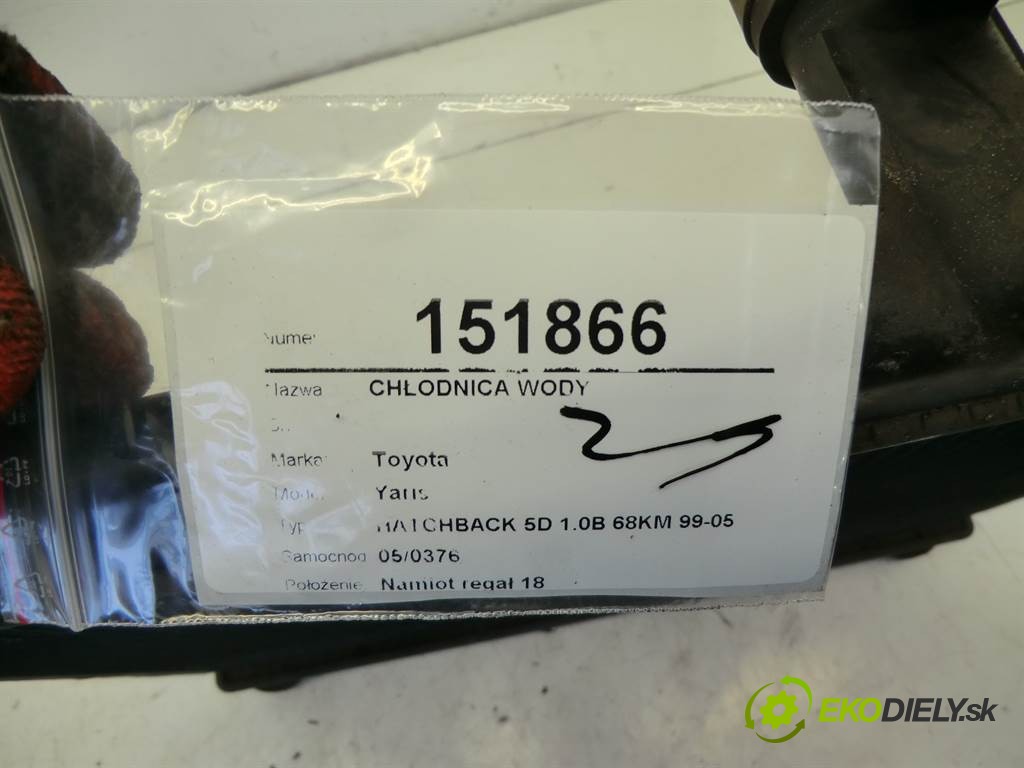 Numer 151866
Nazwa CHŁODNICA WODY
Marka: Toyota
Model Yaris
Typ HATCHBACK 5D 1.0B 68KM 99-05
Samochód 05/0376
Położenie Namiot regał 18
EKODIELY.sk